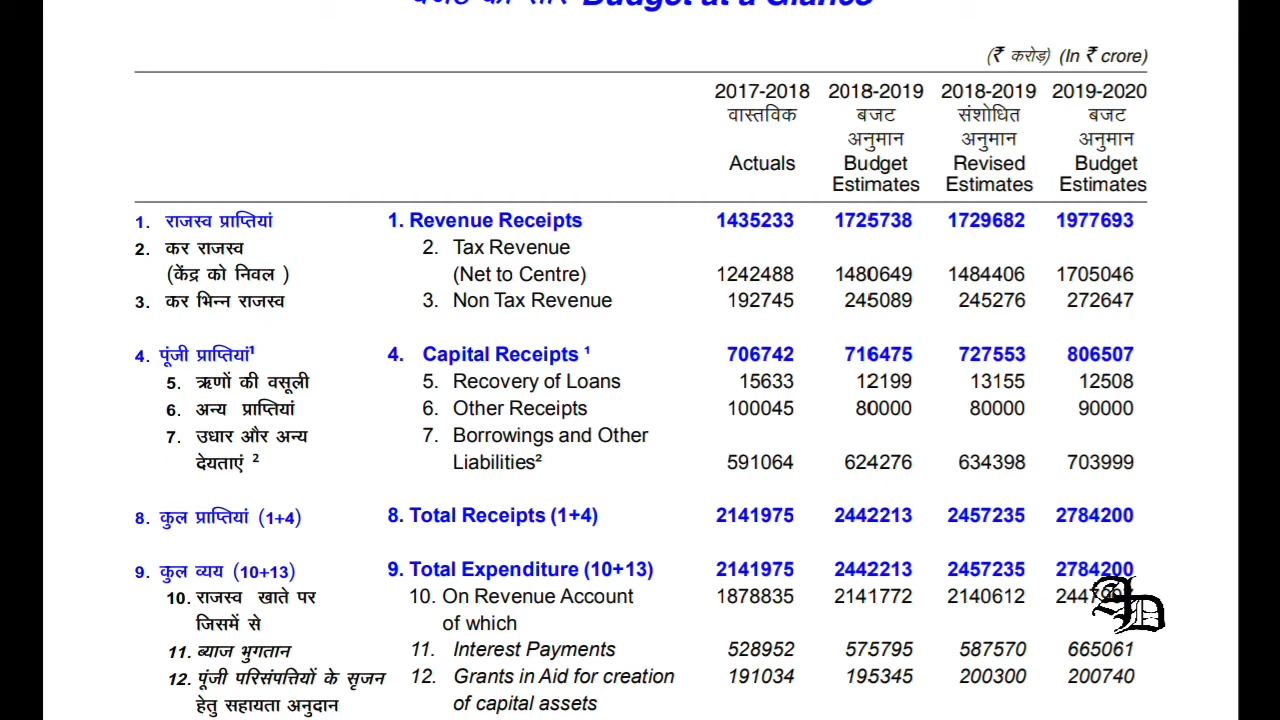 Budget at a Glance
(₹ करोड़) (In ₹ crore)
2017-2018 2018-2019 2018-2019 2019-2020
वास्तविक बजट संशोधित बजट
अनुमान अनुमान अनुमान
Actuals Budget Revised Budget
Estimates Estimates Estimates
1. राजस्व प्राप्तियां 1. Revenue Receipts 1435233 1725738 1729682 1977693
2. कर राजस्व 2. Tax Revenue
(केंद्र को निवल ) (Net to Centre) 1242488 1480649 1484406 1705046
3. कर भिन्न राजस्व 3. Non Tax Revenue 192745 245089 245276 272647
4. पूंजी प्राप्तियां¹ 4. Capital Receipts ¹ 706742 716475 727553 806507
5. ऋणों की वसूली 5. Recovery of Loans 15633 12199 13155 12508
6. अन्य प्राप्तियां 6. Other Receipts 100045 80000 80000 90000
7. उधार और अन्य 7. Borrowings and Other
देयताएं ² Liabilities² 591064 624276 634398 703999
8. कुल प्राप्तियां (1+4) 8. Total Receipts (1+4) 2141975 2442213 2457235 2784200
9. कुल व्यय (10+13) 9. Total Expenditure (10+13) 2141975 2442213 2457235 2784200
10. राजस्व खाते पर 10. On Revenue Account 1878835 2141772 2140612
जिसमें से of which
11. ब्याज भुगतान 11. Interest Payments 528952 575795 587570 665061
12. पूंजी परिसंपत्तियों के सृजन 12. Grants in Aid for creation 191034 195345 200300 200740
हेतु सहायता अनुदान of capital assets